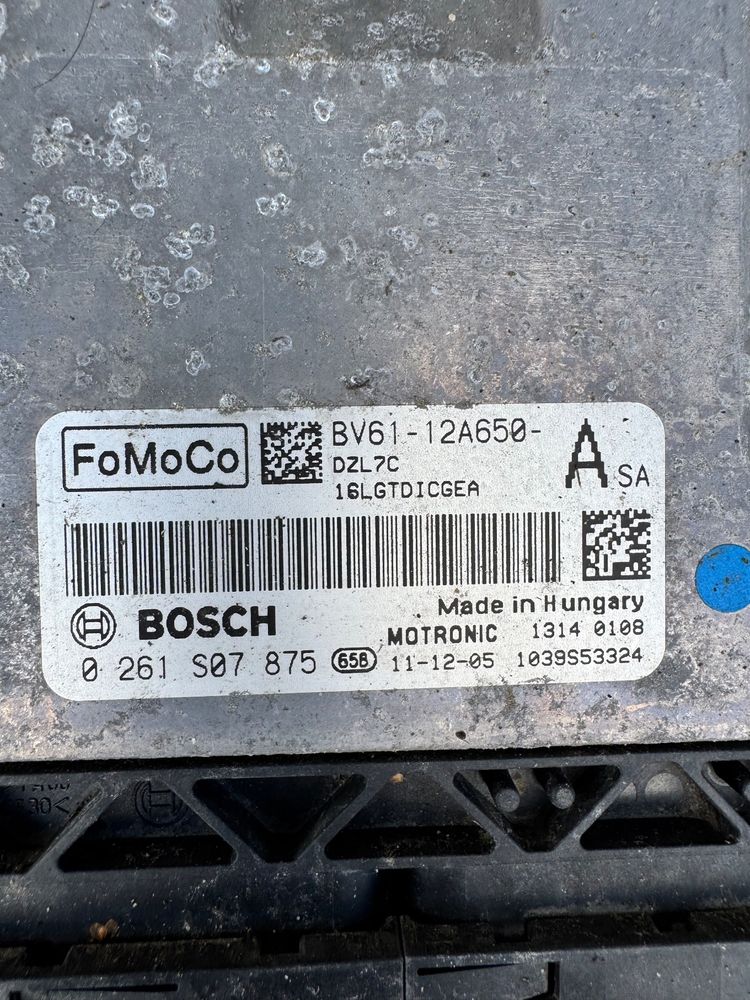 FoMoCo
BV61-12A650-
A SA
DZL7C
16LGTDICGEA
Made in Hungary
BOSCH
MOTRONIC 1314 0108
0 261 S07 875 65B 11-12-05 1039S53324